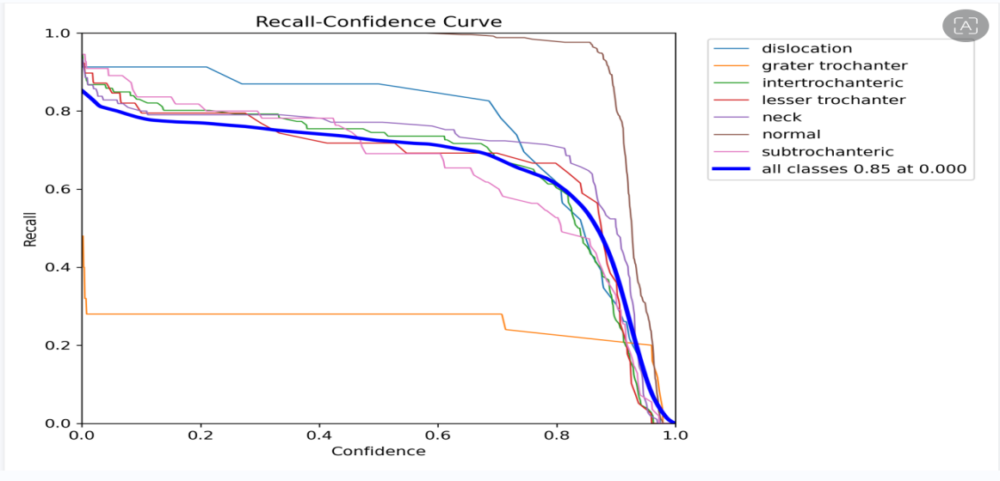 Recall-Confidence Curve
A
1.0
0.8
0.6
0.4
0.2
0.0
Recall
0.0 0.2 0.4 0.6 0.8 1.0
Confidence
dislocation
grater trochanter
intertrochanteric
lesser trochanter
neck
normal
subtrochanteric
all classes 0.85 at 0.000